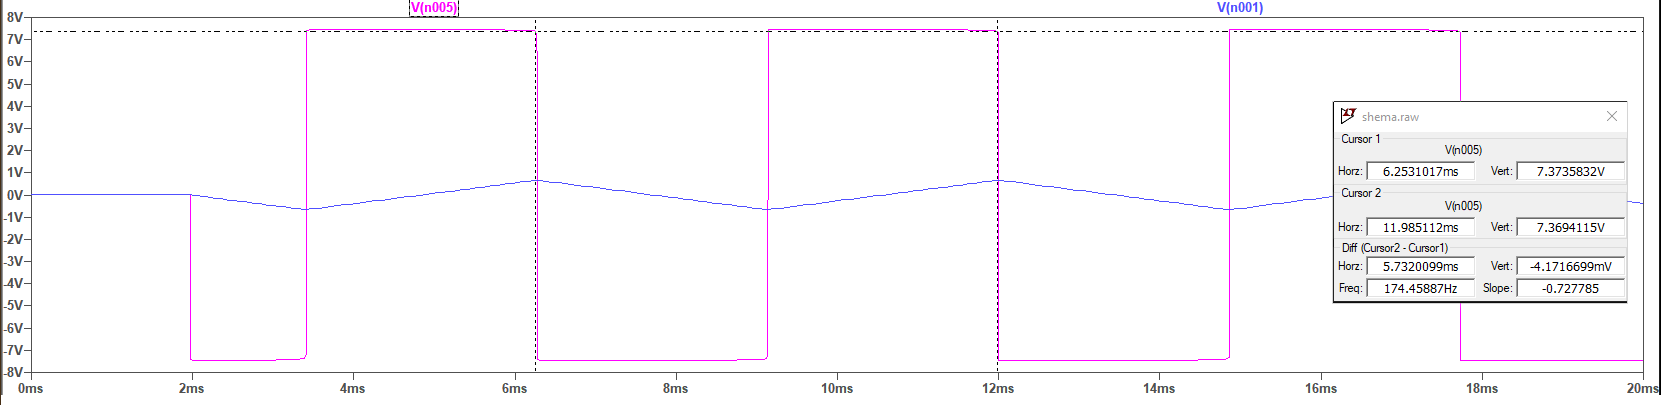 V(n005) V(n001)
8V
7V
6V
5V
4V
3V
2V
1V
0V
-1V
-2V
-3V
-4V
-5V
-6V
-7V
-8V
0ms 2ms 4ms 6ms 8ms 10ms 12ms 14ms 16ms 18ms 20ms
shema.raw
Cursor 1
V(n005)
Horz: 6.2531017ms Vert: 7.3735832V
Cursor 2
V(n005)
Horz: 11.985112ms Vert: 7.3694115V
Diff (Cursor2 - Cursor1)
Horz: 5.7320099ms Vert: -4.1716699mV
Freq: 174.45887Hz Slope: -0.727785